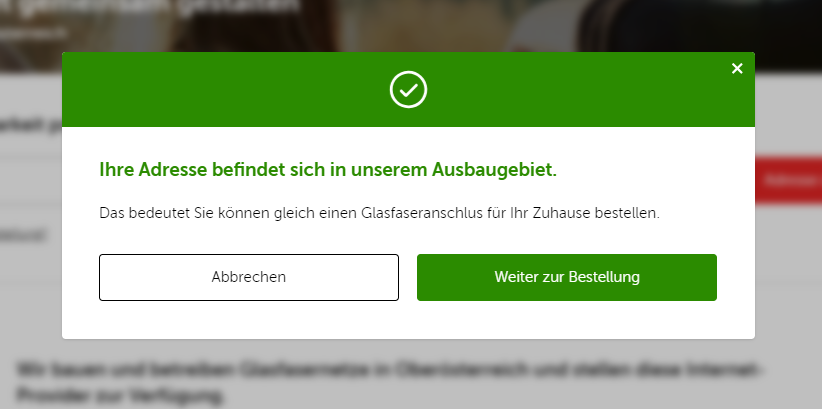 gemeinsam gestalten
Ihre Adresse befindet sich in unserem Ausbaugebiet.
Das bedeutet Sie können gleich einen Glasfaseranschlus für Ihr Zuhause bestellen.
Abbrechen Weiter zur Bestellung
Wir bauen und betreiben Glasfasernetze in Oberösterreich und stellen diese Internet-
Provider zur Verfügung.